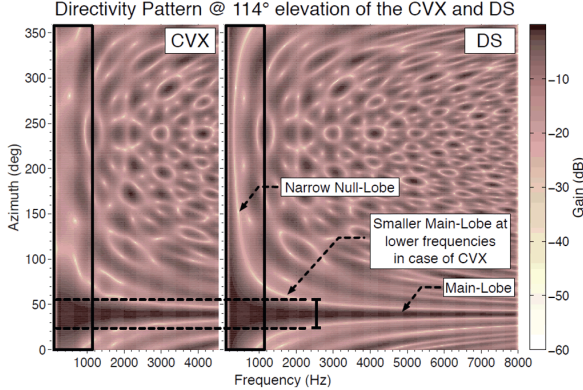 Directivity Pattern @ 114° elevation of the CVX and DS
CVX
DS
350
300
250
200
150
100
50
0
Azimuth (deg)
Narrow Null-Lobe
Smaller Main-Lobe at
lower frequencies
in case of CVX
Main-Lobe
1000 2000 3000 4000
1000 2000 3000 4000 5000 6000 7000 8000
Frequency (Hz)
−10
−20
−30
−40
−50
−60
Gain (dB)